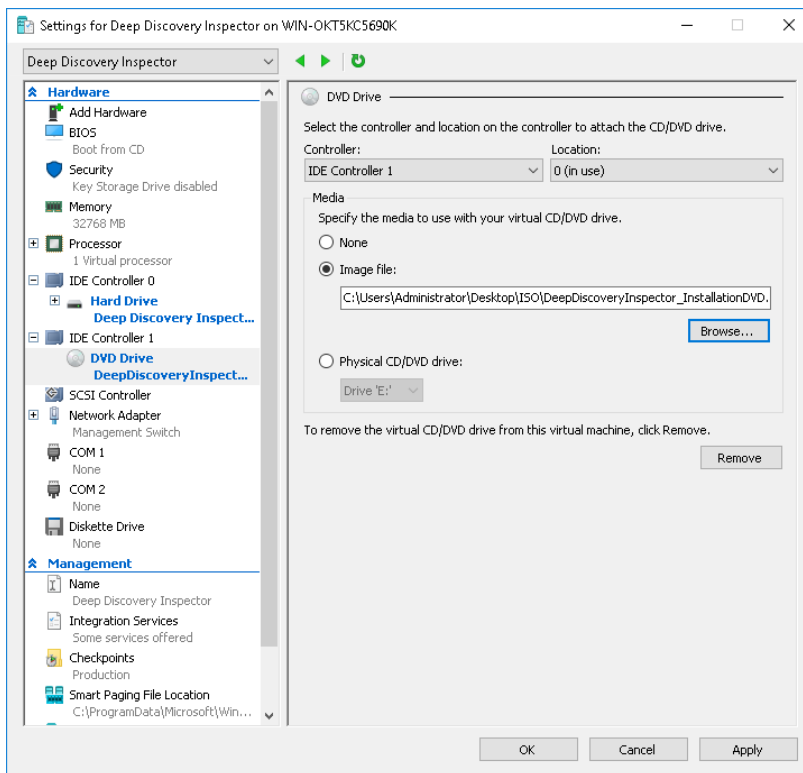 Settings for Deep Discovery Inspector on WIN-OKT5KC5690K
Deep Discovery Inspector
Hardware
Add Hardware
BIOS
Boot from CD
Security
Key Storage Drive disabled
Memory
32768 MB
Processor
1 Virtual processor
IDE Controller 0
Hard Drive
Deep Discovery Inspect...
IDE Controller 1
DVD Drive
DeepDiscoveryInspect...
SCSI Controller
Network Adapter
Management Switch
COM 1
None
COM 2
None
Diskette Drive
None
Management
Name
Deep Discovery Inspector
Integration Services
Some services offered
Checkpoints
Production
Smart Paging File Location
C:\ProgramData\Microsoft\Win...
DVD Drive
Select the controller and location on the controller to attach the CD/DVD drive.
Controller: Location:
IDE Controller 1 0 (in use)
Media
Specify the media to use with your virtual CD/DVD drive.
None
Image file:
C:\Users\Administrator\Desktop\ISO\DeepDiscoveryInspector_InstallationDVD.
Browse...
Physical CD/DVD drive:
Drive 'E:'
To remove the virtual CD/DVD drive from this virtual machine, click Remove.
Remove
OK Cancel Apply